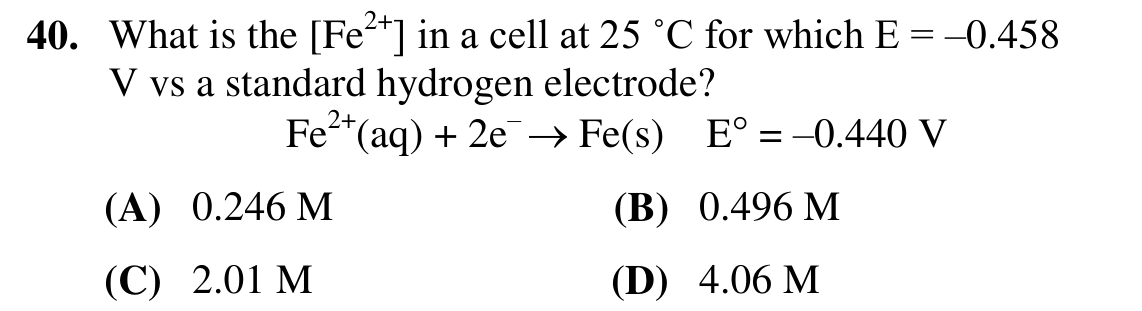 40. What is the [Fe²⁺] in a cell at 25 ˚C for which E = –0.458
V vs a standard hydrogen electrode?
Fe²⁺(aq) + 2e⁻ → Fe(s) E° = –0.440 V
(A) 0.246 M (B) 0.496 M
(C) 2.01 M (D) 4.06 M